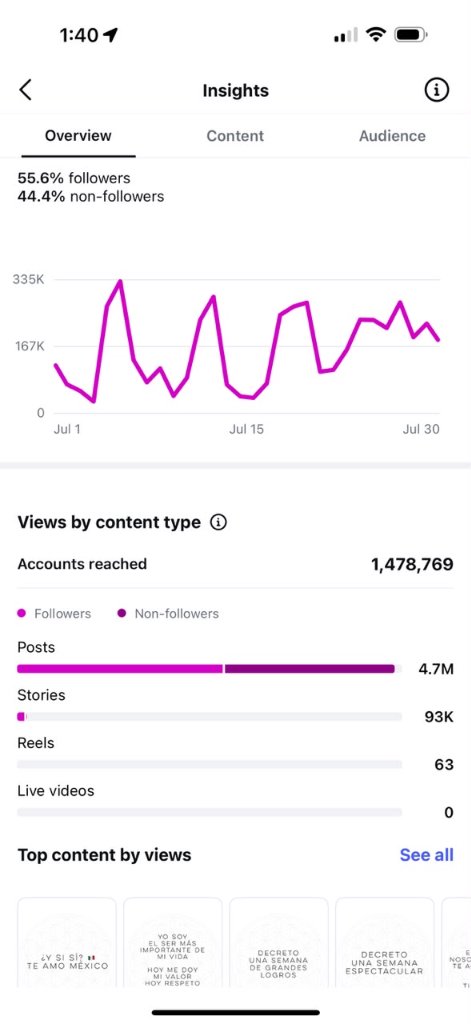 1:40
Insights
Overview Content Audience
55.6% followers
44.4% non-followers
335K
167K
0
Jul 1 Jul 15 Jul 30
Views by content type
Accounts reached 1,478,769
Followers Non-followers
Posts
4.7M
Stories
93K
Reels
63
Live videos
0
Top content by views See all
¿Y SI SÍ? 🇲🇽
TE AMO MÉXICO
YO SOY
EL SER MÁS
IMPORTANTE DE
MI VIDA
HOY ME DOY
MI VALOR
HOY RESPETO
DECRETO
UNA SEMANA
DE GRANDES
LOGROS
DECRETO
UNA SEMANA
ESPECTACULAR